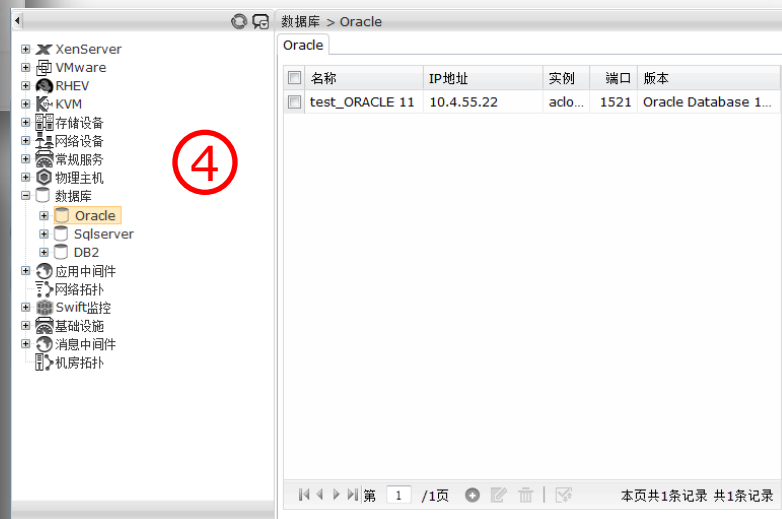 XenServer
VMware
RHEV
KVM
存储设备
网络设备
常规服务
物理主机
数据库
Oracle
Sqlserver
DB2
应用中间件
网络拓扑
Swift监控
基础设施
消息中间件
机房拓扑
④
数据库 > Oracle
Oracle
名称 IP地址 实例 端口 版本
test_ORACLE 11 10.4.55.22 aclo... 1521 Oracle Database 1...
第 1 /1页 本页共1条记录 共1条记录